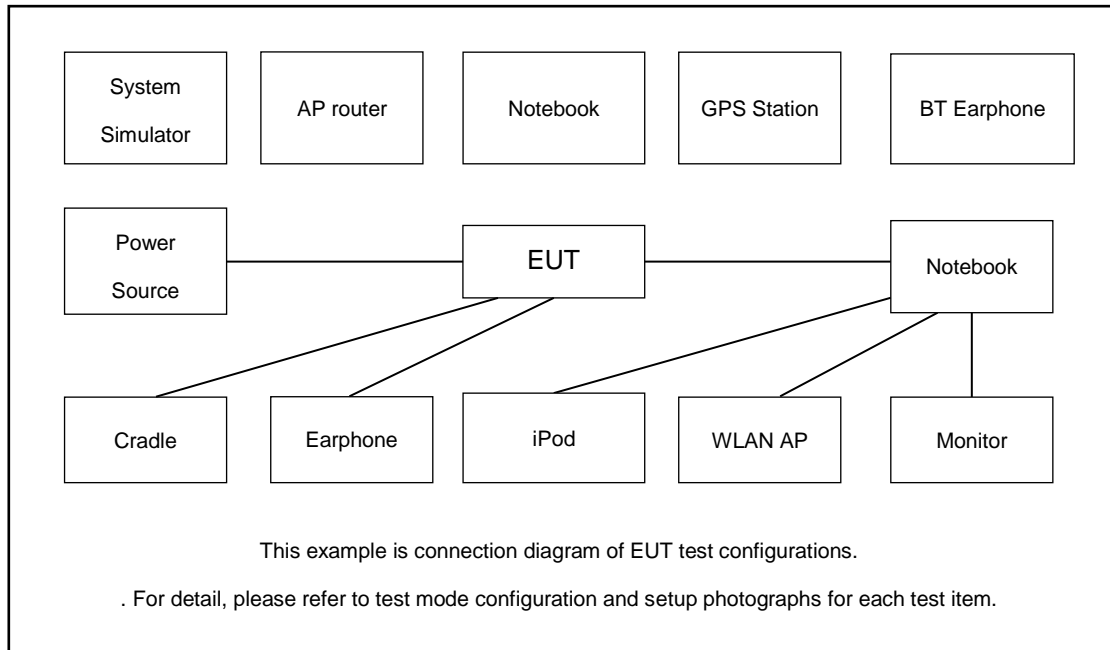 System
Simulator
AP router
Notebook
GPS Station
BT Earphone
Power
Source
EUT
Notebook
Cradle
Earphone
iPod
WLAN AP
Monitor
This example is connection diagram of EUT test configurations.
. For detail, please refer to test mode configuration and setup photographs for each test item.